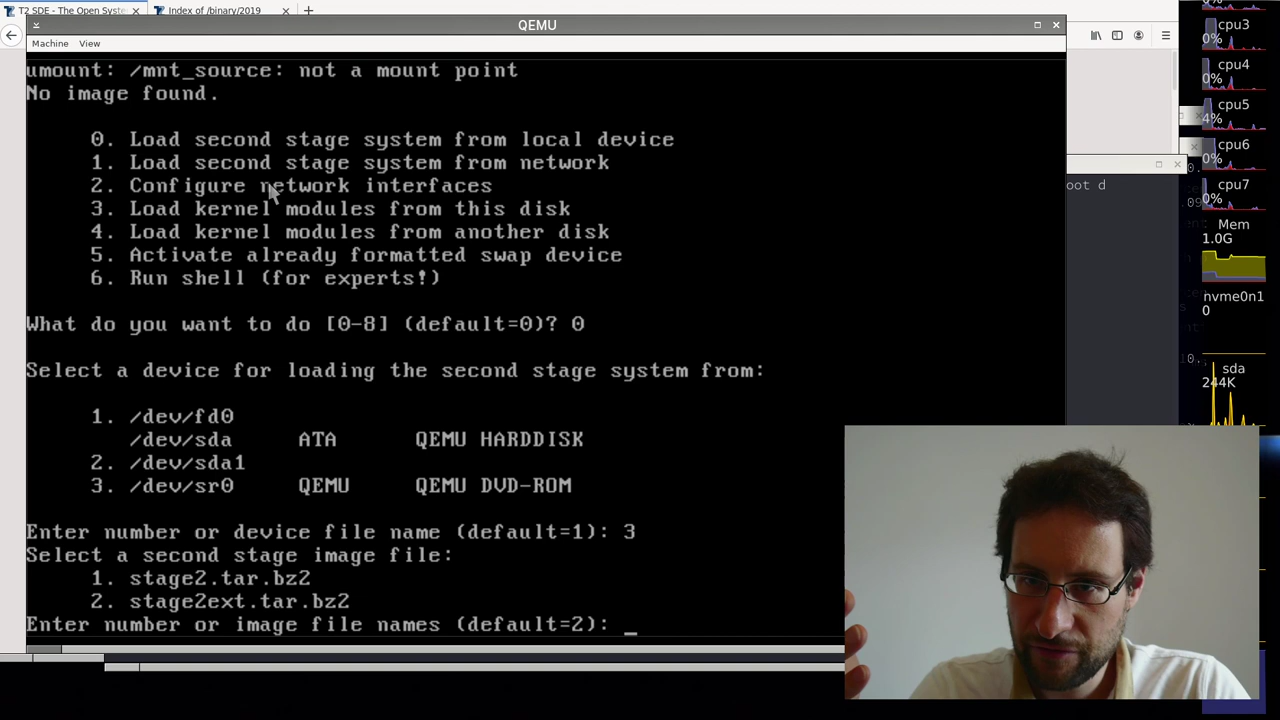 T2 SDE - The Open System
Index of /binary/2019
QEMU
Machine View
umount: /mnt_source: not a mount point
No image found.
0. Load second stage system from local device
1. Load second stage system from network
2. Configure network interfaces
3. Load kernel modules from this disk
4. Load kernel modules from another disk
5. Activate already formatted swap device
6. Run shell (for experts!)
What do you want to do [0-8] (default=0)? 0
Select a device for loading the second stage system from:
1. /dev/fd0
/dev/sda ATA QEMU HARDDISK
2. /dev/sda1
3. /dev/sr0 QEMU QEMU DVD-ROM
Enter number or device file name (default=1): 3
Select a second stage image file:
1. stage2.tar.bz2
2. stage2ext.tar.bz2
Enter number or image file names (default=2): _
oot d
cpu3
0%
cpu4
0%
cpu5
4%
cpu6
0%
cpu7
0%
Mem
1.0G
nvme0n1
0
sda
244K